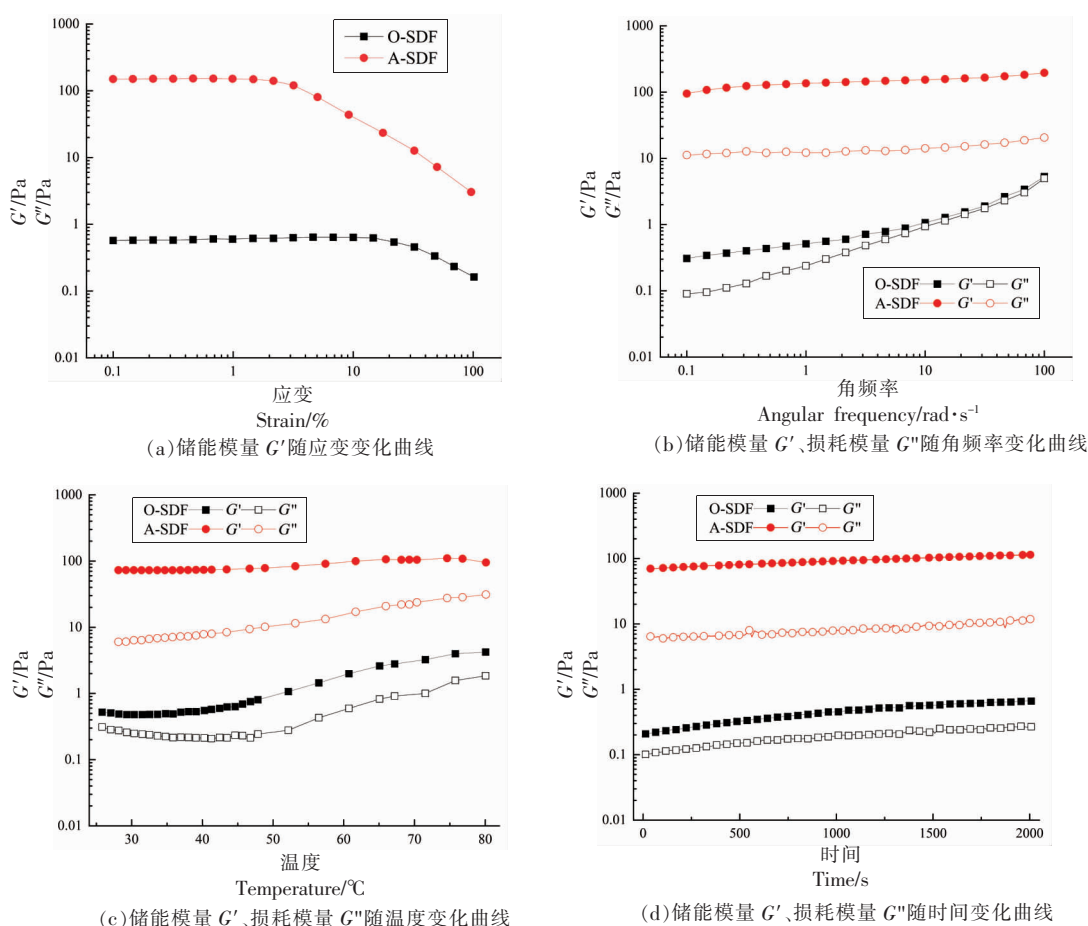 1000
100
10
1
0.1
0.01
G'/Pa
G"/Pa
O-SDF
A-SDF
0.1 1 10 100
应变
Strain/%
(a)储能模量 G'随应变变化曲线
1000
100
10
1
0.1
0.01
G'/Pa
G"/Pa
O-SDF G' G"
A-SDF G' G"
0.1 1 10 100
角频率
Angular frequency/rad·s⁻¹
(b)储能模量 G'、损耗模量 G"随角频率变化曲线
1000
100
10
1
0.1
0.01
G'/Pa
G"/Pa
O-SDF G' G"
A-SDF G' G"
30 40 50 60 70 80
温度
Temperature/℃
(c)储能模量 G'、损耗模量 G"随温度变化曲线
1000
100
10
1
0.1
0.01
G'/Pa
G"/Pa
O-SDF G' G"
A-SDF G' G"
0 500 1000 1500 2000
时间
Time/s
(d)储能模量 G'、损耗模量 G"随时间变化曲线